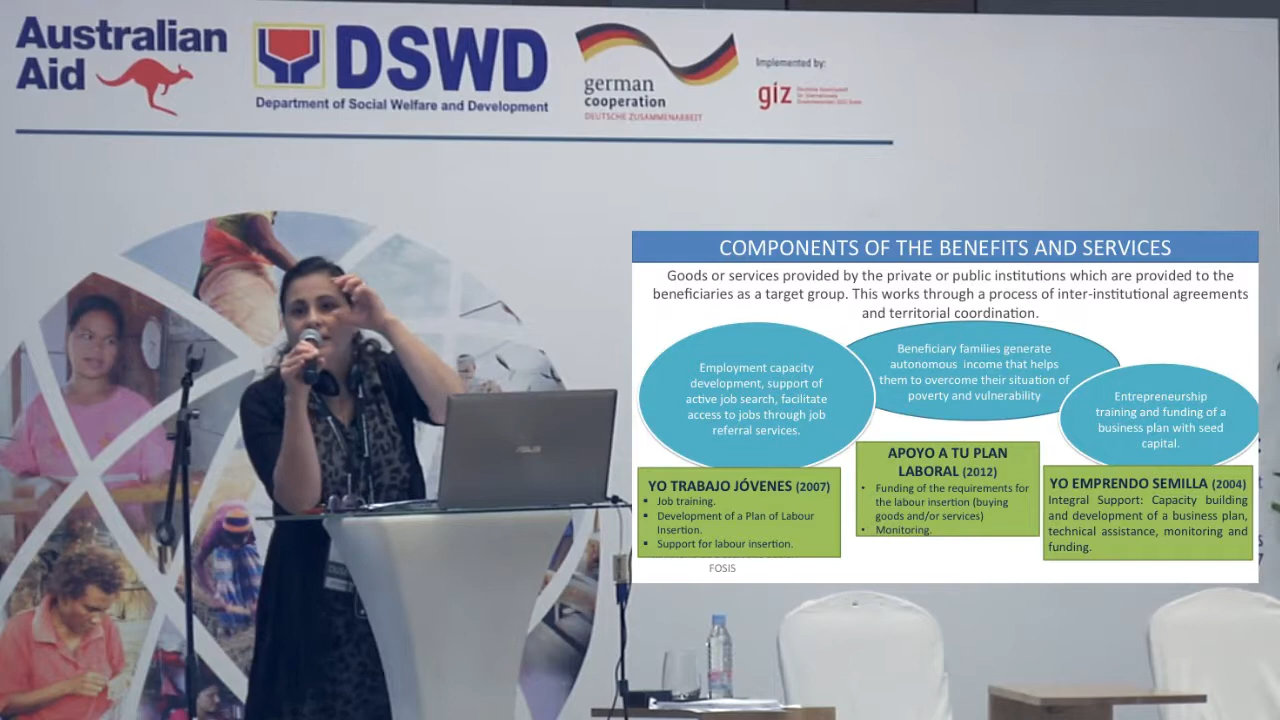 Australian
Aid
DSWD
Department of Social Welfare and Development
german
cooperation
DEUTSCHE ZUSAMMENARBEIT
Implemented by:
giz
COMPONENTS OF THE BENEFITS AND SERVICES
Goods or services provided by the private or public institutions which are provided to the
beneficiaries as a target group. This works through a process of inter-institutional agreements
and territorial coordination.
Employment capacity
development, support of
active job search, facilitate
access to jobs through job
referral services.
Beneficiary families generate
autonomous income that helps
them to overcome their situation of
poverty and vulnerability
Entrepreneurship
training and funding of a
business plan with seed
capital.
YO TRABAJO JÓVENES (2007)
▪ Job training.
▪ Development of a Plan of Labour
Insertion.
▪ Support for labour insertion.
APOYO A TU PLAN
LABORAL (2012)
• Funding of the requirements for
the labour insertion (buying
goods and/or services)
• Monitoring.
YO EMPRENDO SEMILLA (2004)
Integral Support: Capacity building
and development of a business plan,
technical assistance, monitoring and
funding.
FOSIS
ASUS